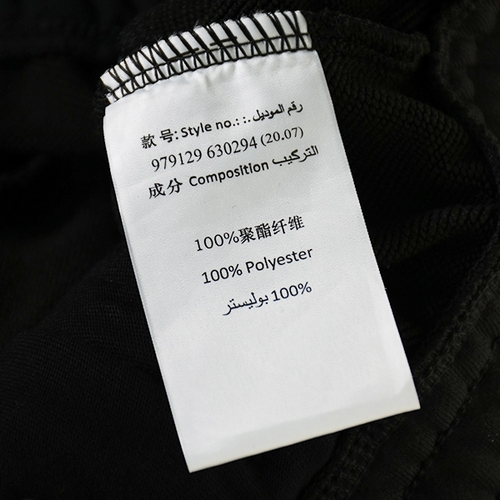 款号: Style no.: :. رقم الموديل
979129 630294 (20.07)
成分 Composition التركيب
100%聚酯纤维
100% Polyester
100% بوليستر